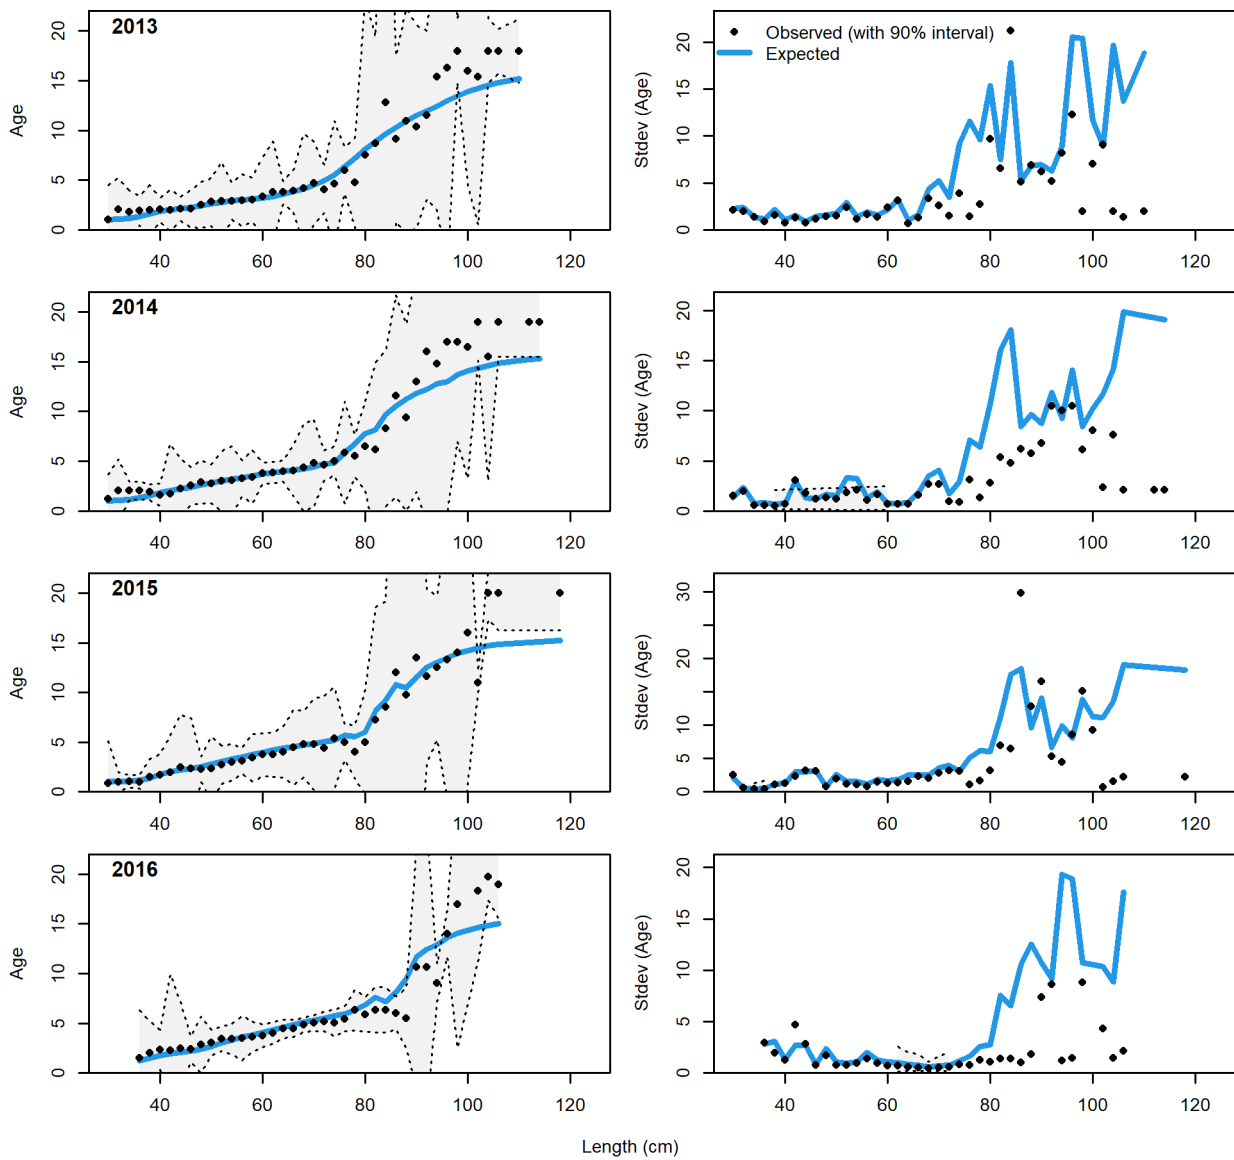 2013
Age
0 5 10 15 20
40 60 80 100 120
Observed (with 90% interval)
Expected
Stdev (Age)
0 5 10 15 20
40 60 80 100 120
2014
Age
0 5 10 15 20
40 60 80 100 120
Stdev (Age)
0 5 10 15 20
40 60 80 100 120
2015
Age
0 5 10 15 20
40 60 80 100 120
Stdev (Age)
0 5 10 20 30
40 60 80 100 120
2016
Age
0 5 10 15 20
40 60 80 100 120
Stdev (Age)
0 5 10 15 20
40 60 80 100 120
Length (cm)